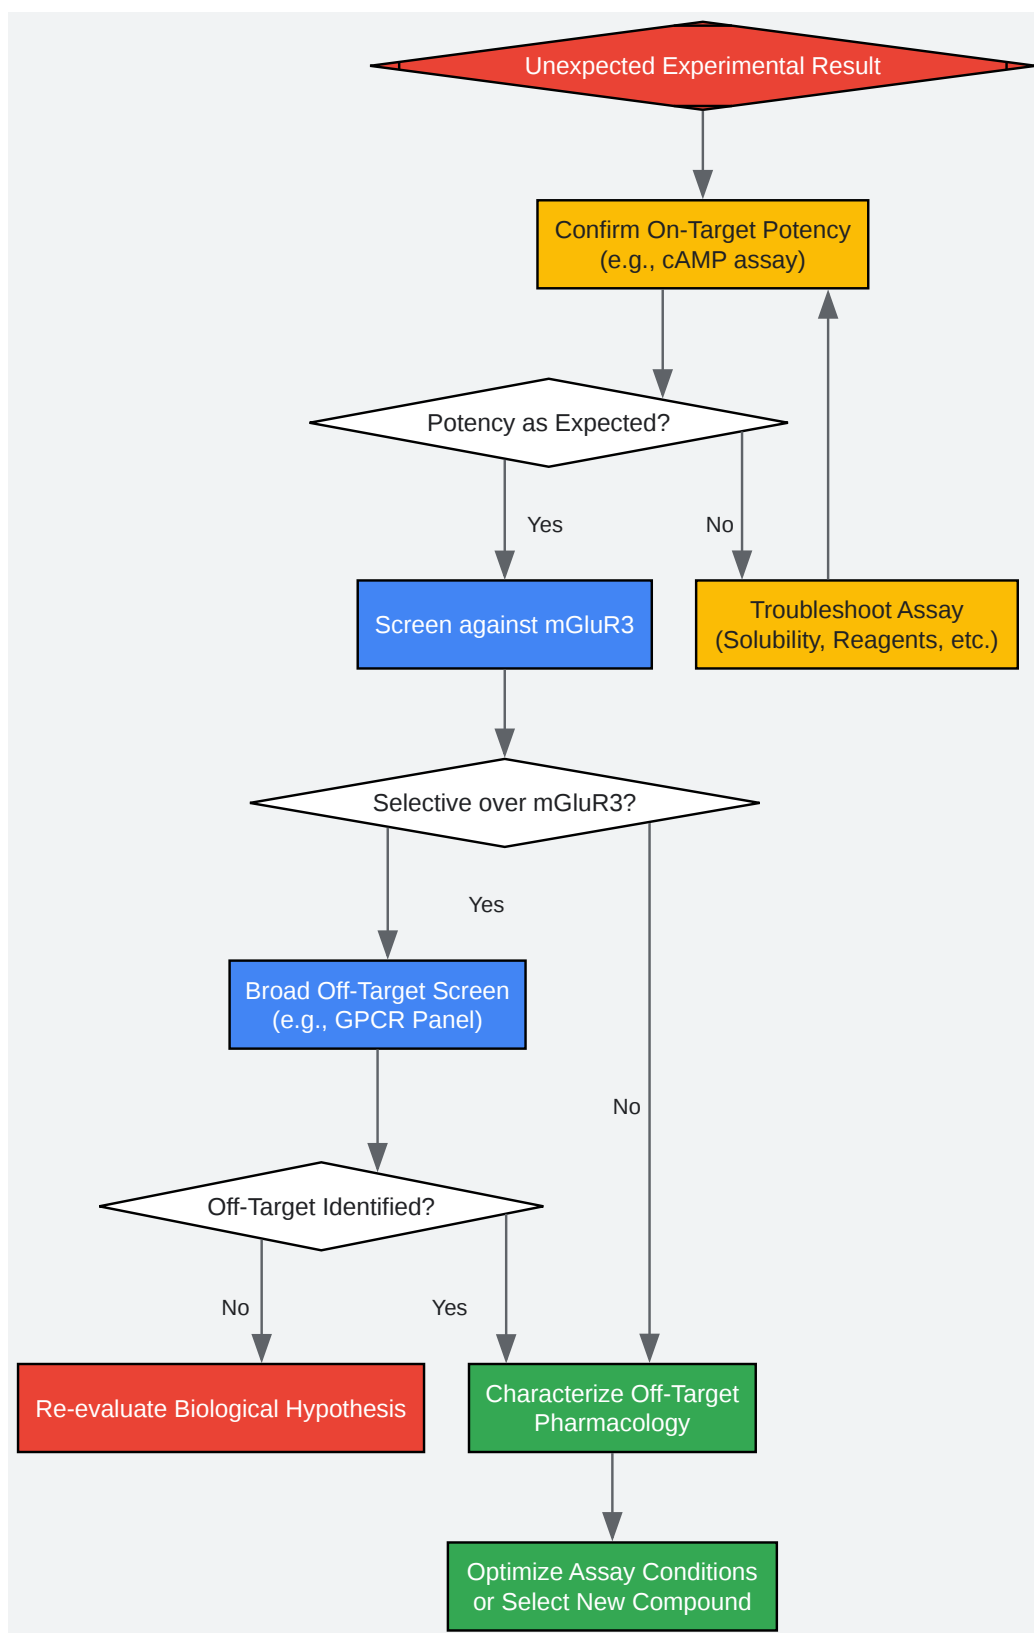 Unexpected Experimental Result
Confirm On-Target Potency
(e.g., cAMP assay)
Potency as Expected?
Yes
No
Screen against mGluR3
Troubleshoot Assay
(Solubility, Reagents, etc.)
Selective over mGluR3?
Yes
Broad Off-Target Screen
(e.g., GPCR Panel)
No
Off-Target Identified?
No
Yes
Re-evaluate Biological Hypothesis
Characterize Off-Target
Pharmacology
Optimize Assay Conditions
or Select New Compound